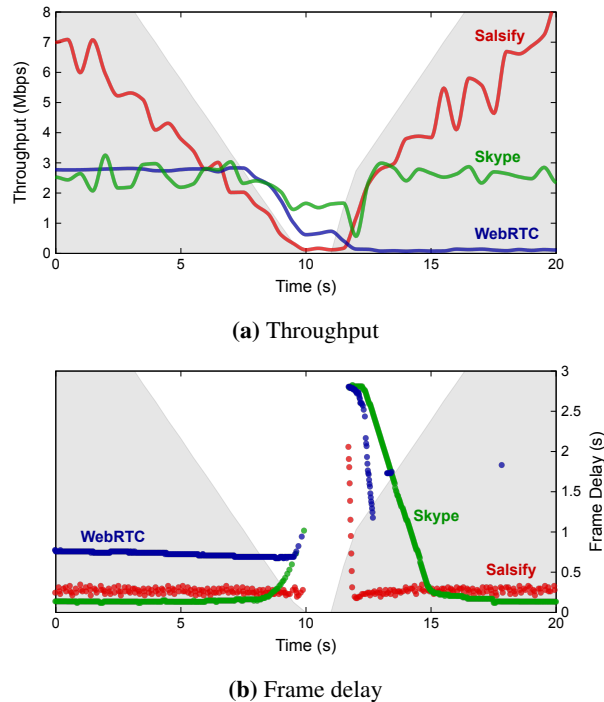 8
7
6
5
4
3
2
1
0
Throughput (Mbps)
Salsify
Skype
WebRTC
0 5 10 15 20
Time (s)
(a) Throughput
3
2.5
2
1.5
1
0.5
0
Frame Delay (s)
WebRTC
Skype
Salsify
0 5 10 15 20
Time (s)
(b) Frame delay